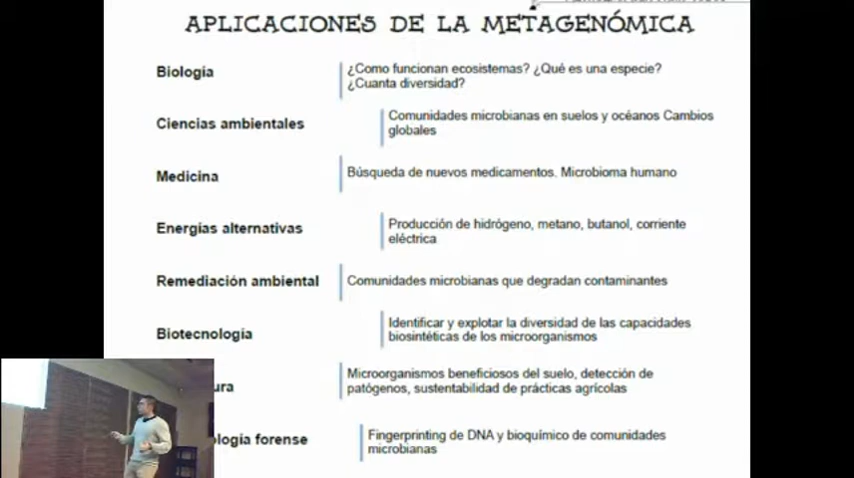 APLICACIONES DE LA METAGENÓMICA
Biología
¿Como funcionan ecosistemas? ¿Qué es una especie?
¿Cuanta diversidad?
Ciencias ambientales
Comunidades microbianas en suelos y océanos Cambios
globales
Medicina
Búsqueda de nuevos medicamentos. Microbioma humano
Energías alternativas
Producción de hidrógeno, metano, butanol, corriente
eléctrica
Remediación ambiental
Comunidades microbianas que degradan contaminantes
Biotecnología
Identificar y explotar la diversidad de las capacidades
biosintéticas de los microorganismos
ura
Microorganismos beneficiosos del suelo, detección de
patógenos, sustentabilidad de prácticas agrícolas
ología forense
Fingerprinting de DNA y bioquímico de comunidades
microbianas